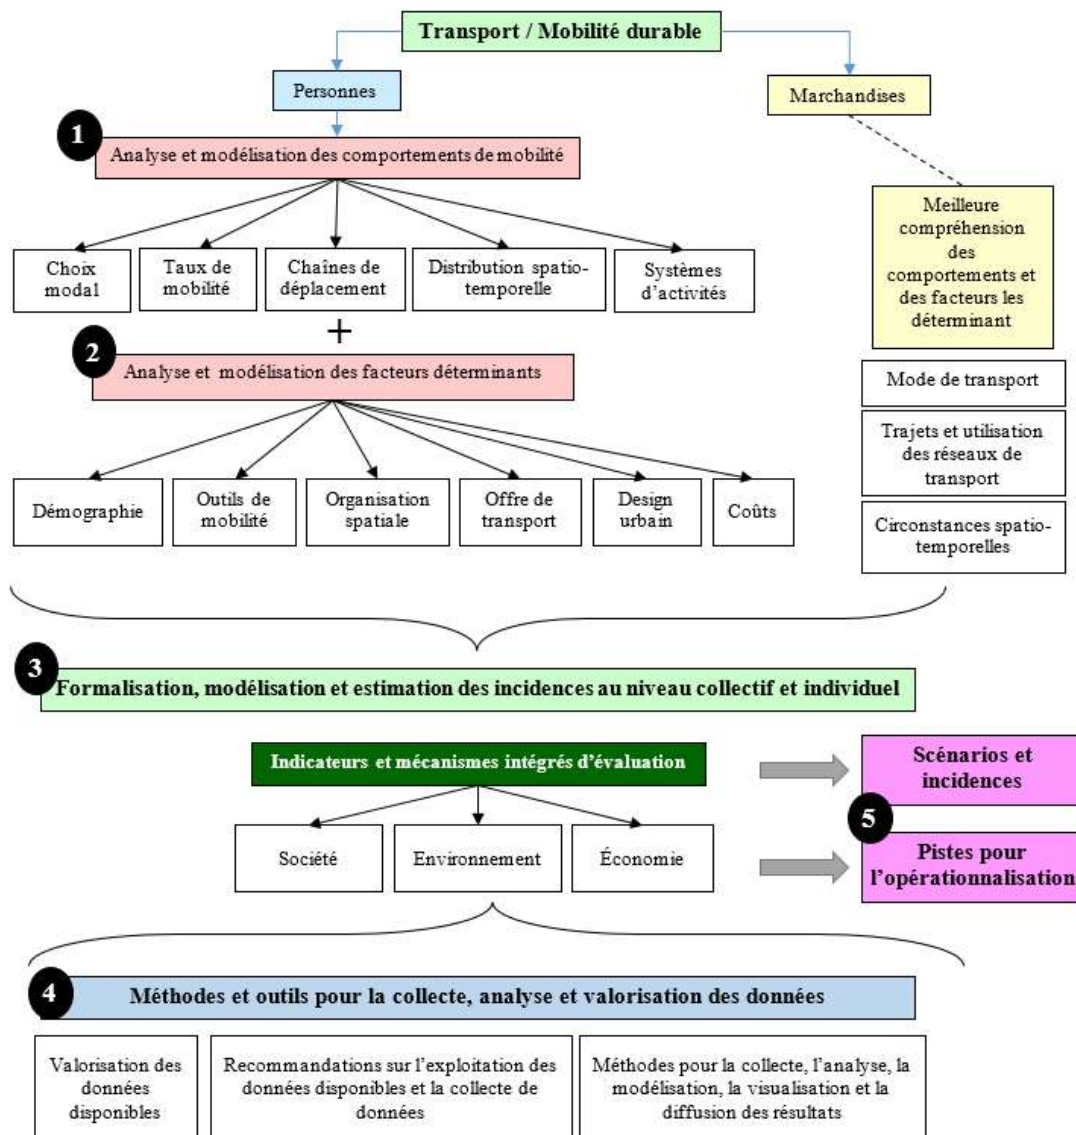 Transport / Mobilité durable
Personnes
Marchandises
1
Analyse et modélisation des comportements de mobilité
Choix
modal
Taux de
mobilité
Chaînes de
déplacement
Distribution spatio-
temporelle
Systèmes
d'activités
Meilleure
compréhension
des
comportements et
des facteurs les
déterminant
+
2
Analyse et modélisation des facteurs déterminants
Mode de transport
Trajets et utilisation
des réseaux de
transport
Circonstances spatio-
temporelles
Démographie
Outils de
mobilité
Organisation
spatiale
Offre de
transport
Design
urbain
Coûts
3
Formalisation, modélisation et estimation des incidences au niveau collectif et individuel
Indicateurs et mécanismes intégrés d'évaluation
Société
Environnement
Économie
Scénarios et
incidences
5
Pistes pour
l'opérationnalisation
4
Méthodes et outils pour la collecte, analyse et valorisation des données
Valorisation des
données
disponibles
Recommandations sur l'exploitation des
données disponibles et la collecte de
données
Méthodes pour la collecte, l'analyse, la
modélisation, la visualisation et la
diffusion des résultats